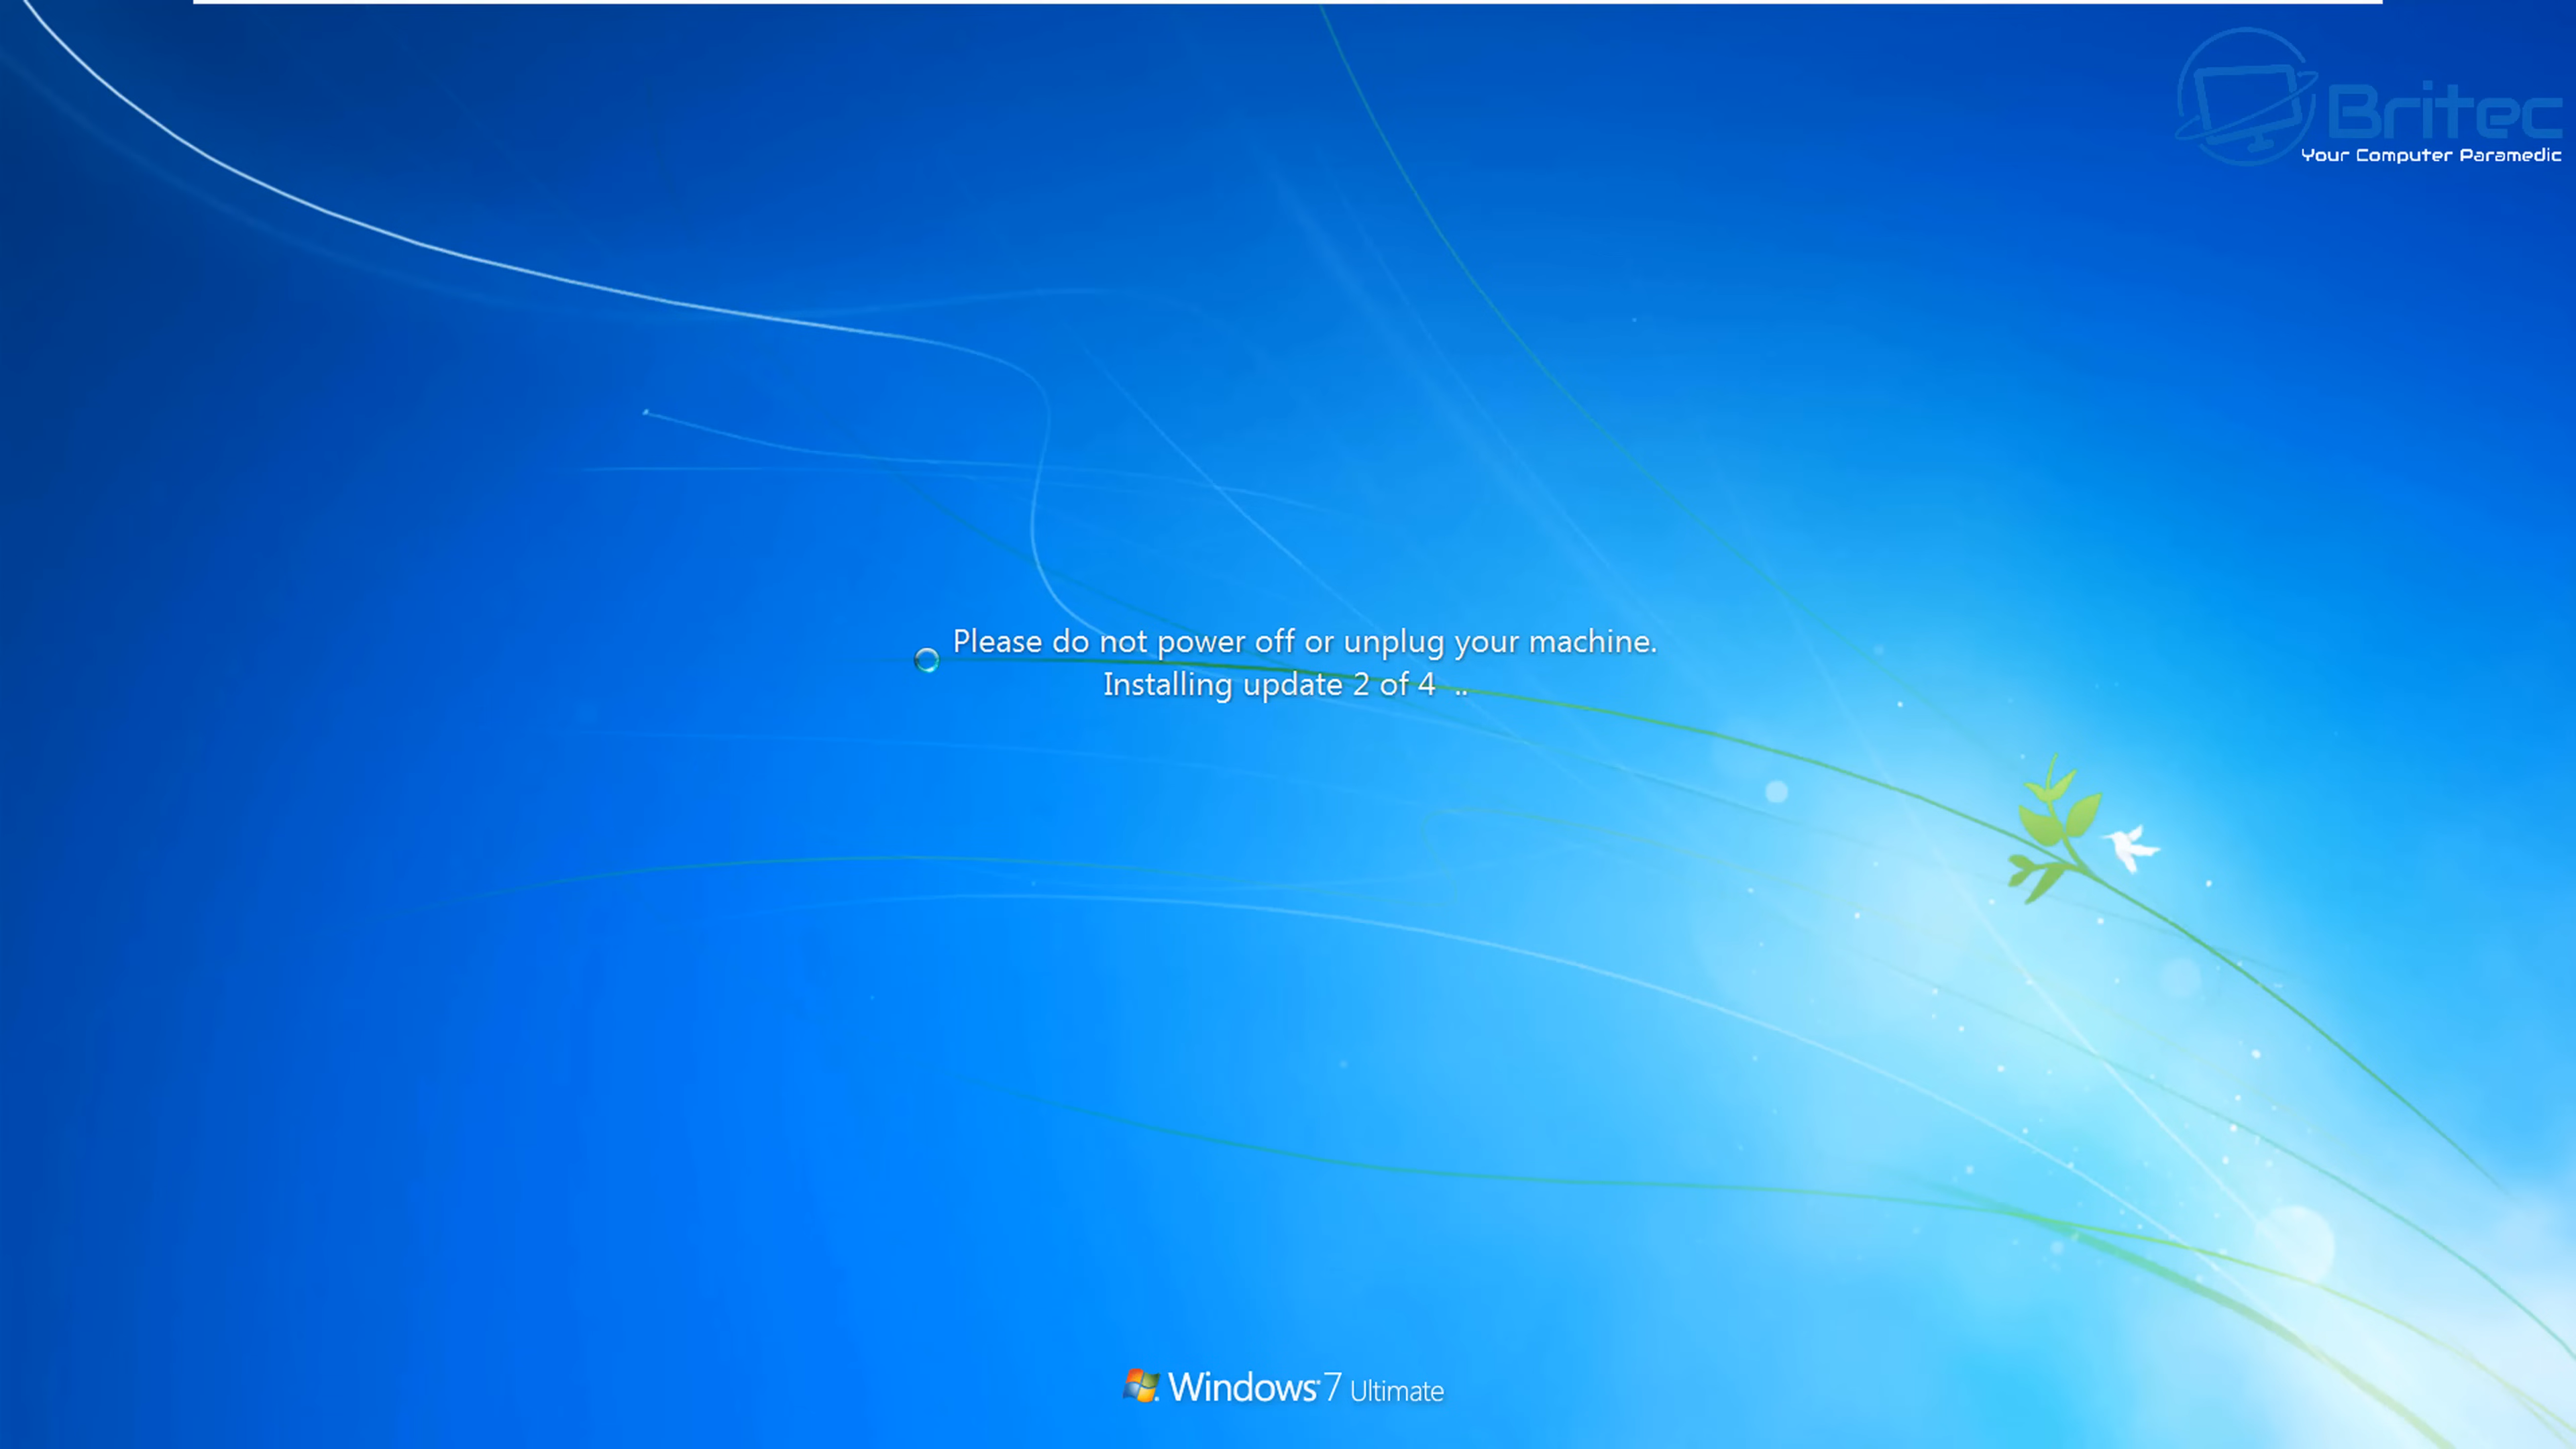 Britec
Your Computer Paramedic
Please do not power off or unplug your machine.
Installing update 2 of 4 ..
Windows 7 Ultimate